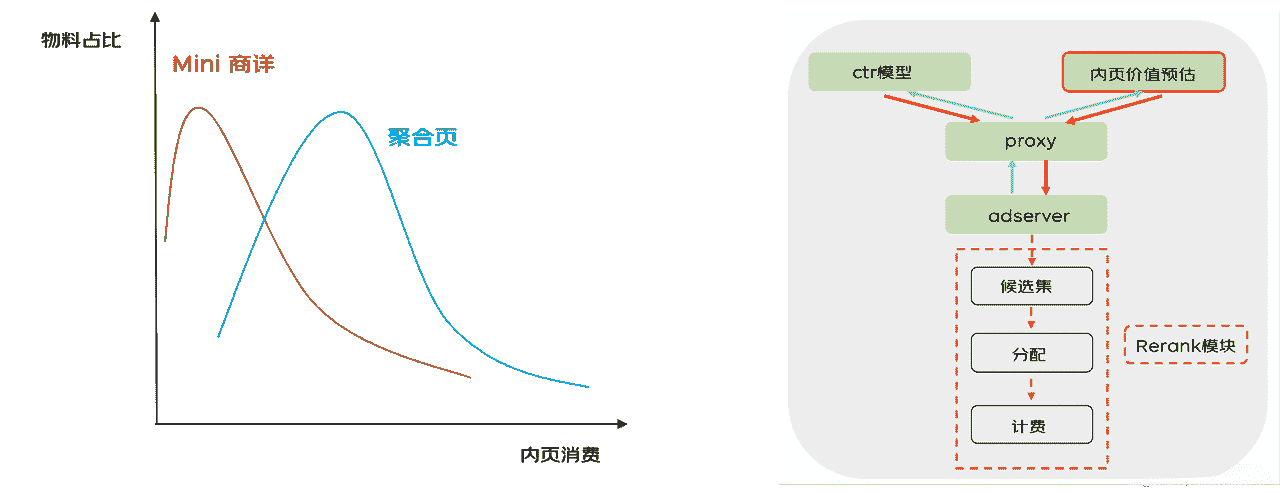 物料占比
Mini 商详
聚合页
内页消费
ctr模型
内页价值预估
proxy
adserver
候选集
分配
计费
Rerank模块